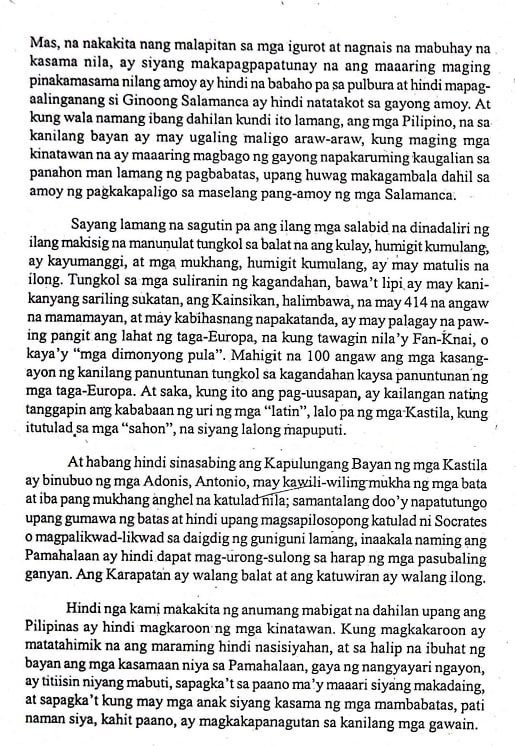 Mas, na nakakita nang malapitan sa mga igurot at nagnais na mabuhay na
kasama nila, ay siyang makapagpapatunay na ang maaaring maging
pinakamasama nilang amoy ay hindi na babaho pa sa pulbura at hindi mapag-
aalinganang si Ginoong Salamanca ay hindi natatakot sa gayong amoy. At
kung wala namang ibang dahilan kundi ito lamang, ang mga Pilipino, na sa
kanilang bayan ay may ugaling maligo araw-araw, kung maging mga
kinatawan na ay maaaring magbago ng gayong napakaruming kaugalian sa
panahon man lamang ng pagbabatas, upang huwag makagambala dahil sa
amoy ng pagkakapaligo sa maselang pang-amoy ng mga Salamanca.
Sayang lamang na sagutin pa ang ilang mga salabid na dinadaliri ng
ilang makisig na manunulat tungkol sa balat na ang kulay, humigit kumulang,
ay kayumanggi, at mga mukhang, humigit kumulang, ay may matulis na
ilong. Tungkol sa mga suliranin ng kagandahan, bawa't lipi ay may kani-
kanyang sariling sukatan, ang Kainsikan, halimbawa, na may 414 na angaw
na mamamayan, at may kabihasnang napakatanda, ay may palagay na paw-
ing pangit ang lahat ng taga-Europa, na kung tawagin nila'y Fan-Knai, o
kaya'y “mga dimonyong pula”. Mahigit na 100 angaw ang mga kasang-
ayon ng kanilang panuntunan tungkol sa kagandahan kaysa panuntunan ng
mga taga-Europa. At saka, kung ito ang pag-uusapan, ay kailangan nating
tanggapin ang kababaan ng uri ng mga “latin”, lalo pa ng mga Kastila, kung
itutulad sa mga “sahon”, na siyang lalong mapuputi.
At habang hindi sinasabing ang Kapulungang Bayan ng mga Kastila
ay binubuo ng mga Adonis, Antonio, may kawili-wiling mukha ng mga bata
at iba pang mukhang anghel na katulad nila; samantalang doo'y napatutungo
upang gumawa ng batas at hindi upang magsapilosopong katulad ni Socrates
o magpalikwad-likwad sa daigdig ng guniguni lamang, inaakala naming ang
Pamahalaan ay hindi dapat mag-urong-sulong sa harap ng mga pasubaling
ganyan. Ang Karapatan ay walang balat at ang katuwiran ay walang ilong.
Hindi nga kami makakita ng anumang mabigat na dahilan upang ang
Pilipinas ay hindi magkaroon ng mga kinatawan. Kung magkakaroon ay
matatahimik na ang maraming hindi nasisiyahan, at sa halip na ibuhat ng
bayan ang mga kasamaan niya sa Pamahalaan, gaya ng nangyayari ngayon,
ay titiisin niyang mabuti, sapagka't sa paano ma'y maaari siyang makadaing,
at sapagka't kung may mga anak siyang kasama ng mga mambabatas, pati
naman siya, kahit paano, ay magkakapanagutan sa kanilang mga gawain.